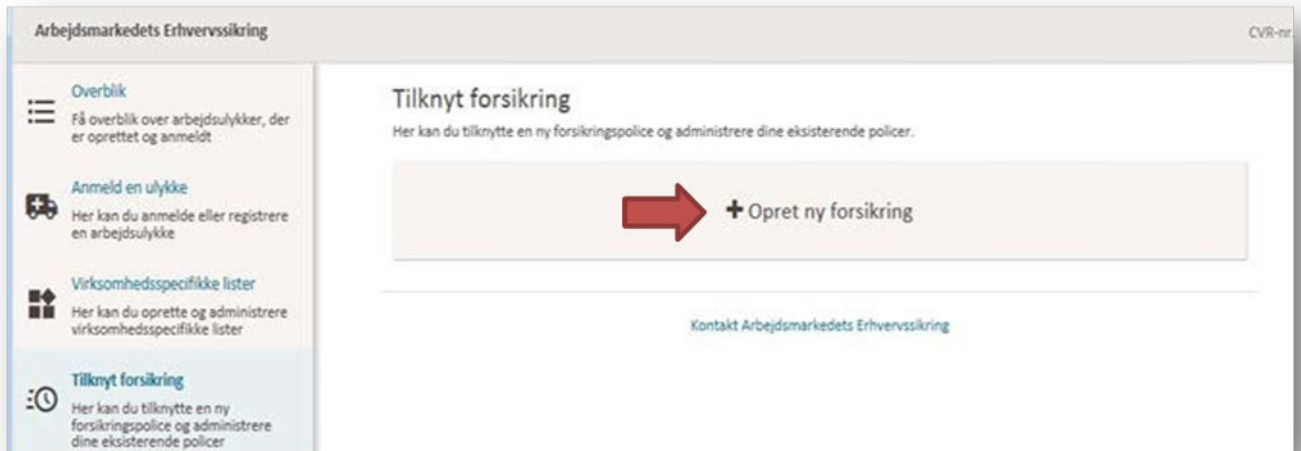 Arbejdsmarkedets Erhvervssikring
CVR-nr.
Overblik
Få overblik over arbejdsulykker, der
er oprettet og anmeldt
Anmeld en ulykke
Her kan du anmelde eller registrere
en arbejdsulykke
Virksomhedsspecifikke lister
Her kan du oprette og administrere
virksomhedsspecifikke lister
Tilknyt forsikring
Her kan du tilknytte en ny
forsikringspolice og administrere
dine eksisterende policer
Tilknyt forsikring
Her kan du tilknytte en ny forsikringspolice og administrere dine eksisterende policer.
+ Opret ny forsikring
Kontakt Arbejdsmarkedets Erhvervssikring